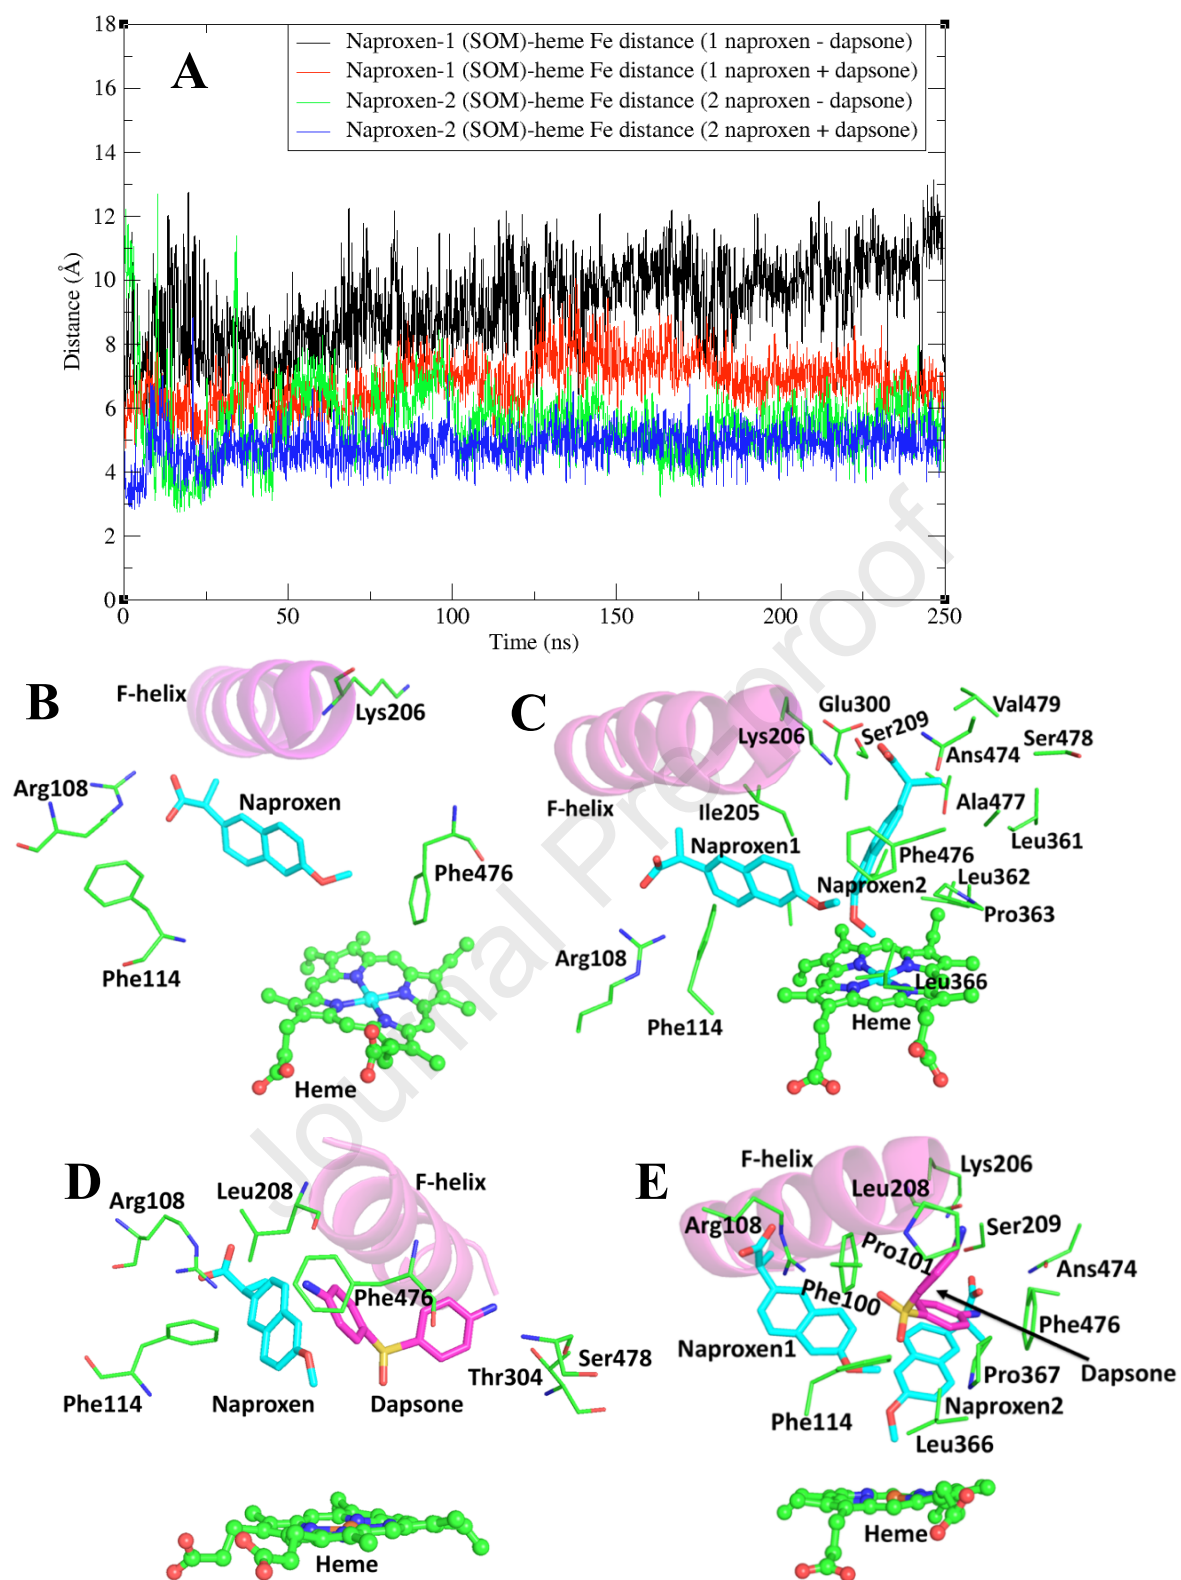 A
Naproxen-1 (SOM)-heme Fe distance (1 naproxen - dapsone)
Naproxen-1 (SOM)-heme Fe distance (1 naproxen + dapsone)
Naproxen-2 (SOM)-heme Fe distance (2 naproxen - dapsone)
Naproxen-2 (SOM)-heme Fe distance (2 naproxen + dapsone)
18
16
14
12
10
8
6
4
2
0
Distance (Å)
0 50 100 150 200 250
Time (ns)
Journal Pre-proof
B
F-helix
Lys206
Arg108
Naproxen
Phe476
Phe114
Heme
C
Glu300
Val479
Lys206
Ser209
Ser478
Ans474
F-helix
Ile205
Ala477
Leu361
Naproxen1
Phe476
Naproxen2
Leu362
Pro363
Arg108
Leu366
Phe114
Heme
D
Arg108
Leu208
F-helix
Phe476
Ser478
Thr304
Phe114
Naproxen
Dapsone
Heme
E
F-helix
Lys206
Leu208
Arg108
Ser209
Pro101
Ans474
Phe100
Phe476
Naproxen1
Pro367
Dapsone
Naproxen2
Phe114
Leu366
Heme